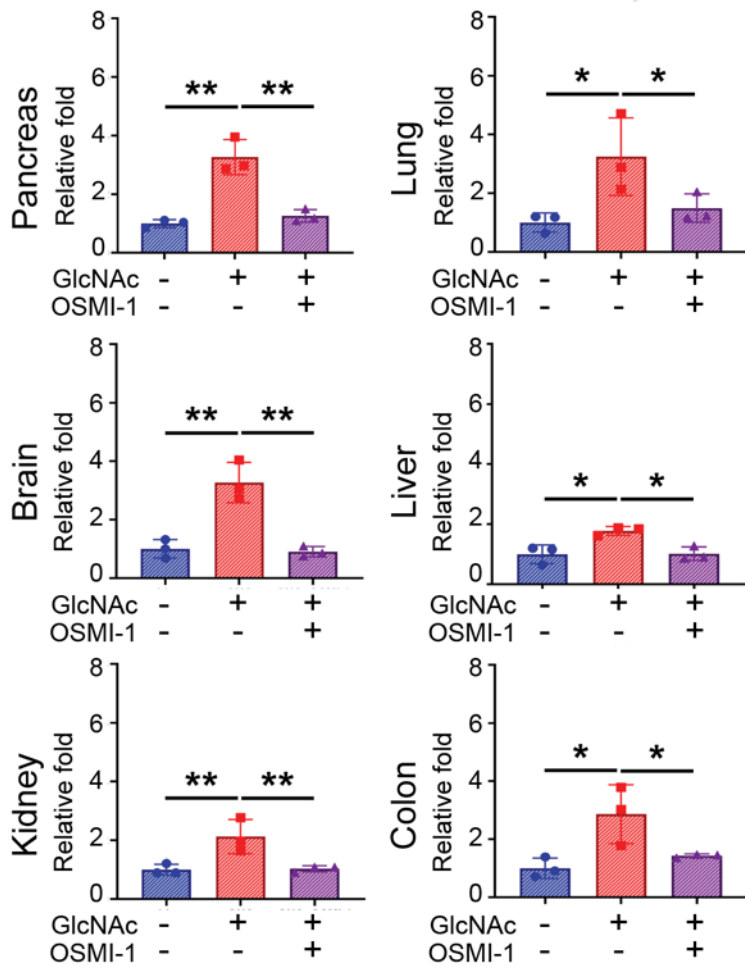 Pancreas
Relative fold
8
6
4
2
0
** **
GlcNAc - + +
OSMI-1 - - +
Lung
Relative fold
8
6
4
2
0
* *
GlcNAc - + +
OSMI-1 - - +
Brain
Relative fold
8
6
4
2
0
** **
GlcNAc - + +
OSMI-1 - - +
Liver
Relative fold
8
6
4
2
0
* *
GlcNAc - + +
OSMI-1 - - +
Kidney
Relative fold
8
6
4
2
0
** **
GlcNAc - + +
OSMI-1 - - +
Colon
Relative fold
8
6
4
2
0
* *
GlcNAc - + +
OSMI-1 - - +